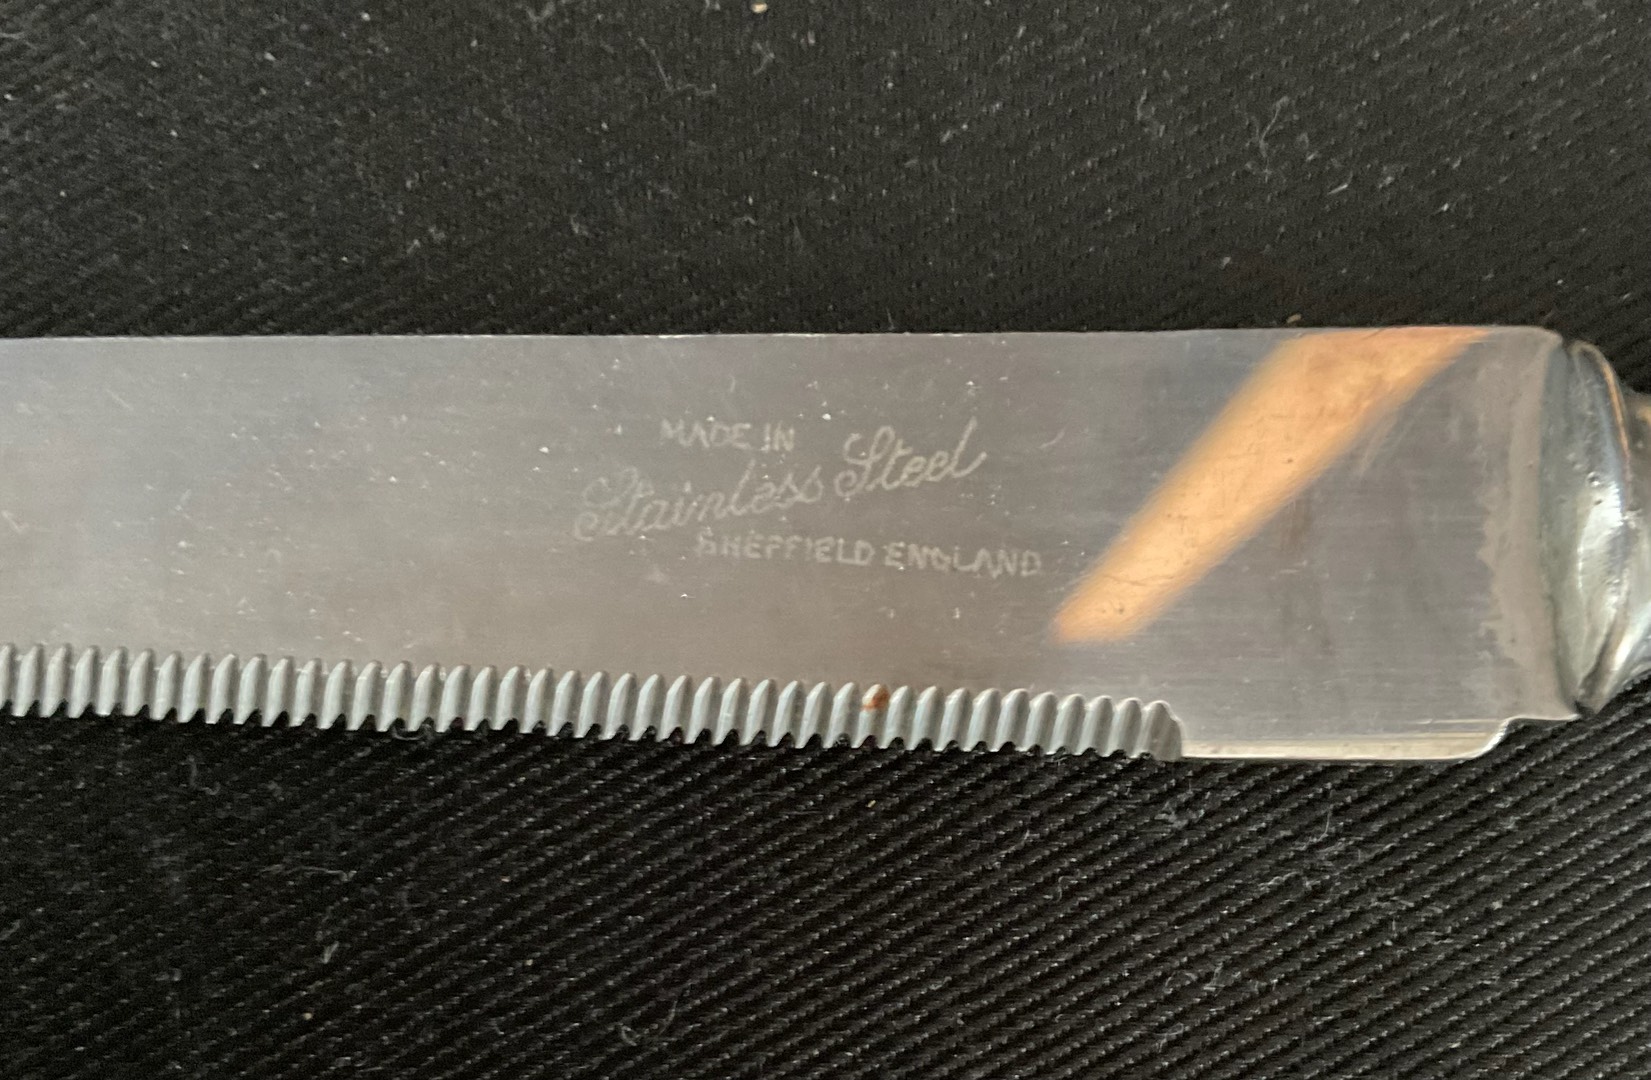 MADE IN
Stainless Steel
SHEFFIELD ENGLAND